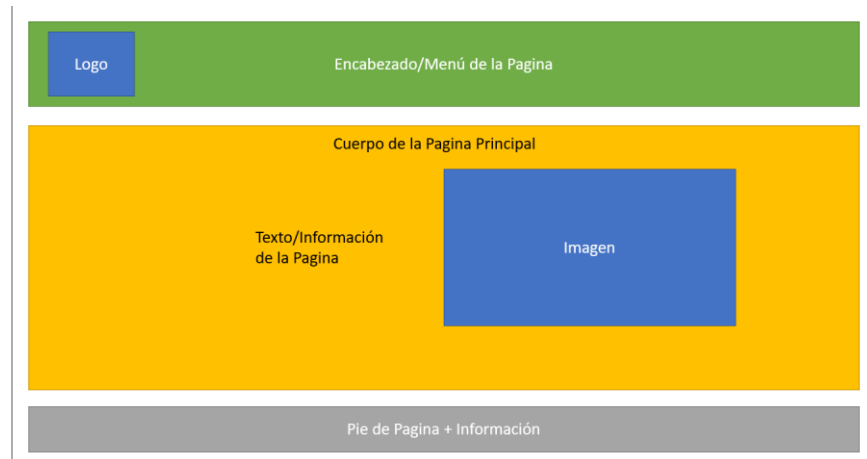 Logo
Encabezado/Menú de la Pagina
Cuerpo de la Pagina Principal
Texto/Información
de la Pagina
Imagen
Pie de Pagina + Información